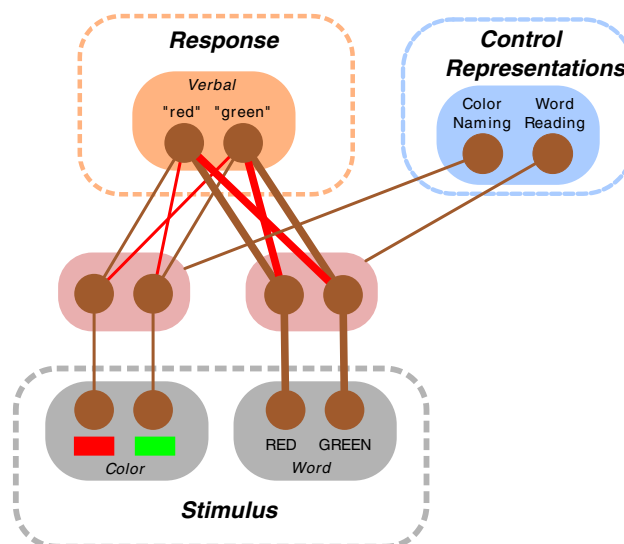 Response
Verbal
"red" "green"
Control
Representations
Color
Naming
Word
Reading
RED
GREEN
Color
Word
Stimulus